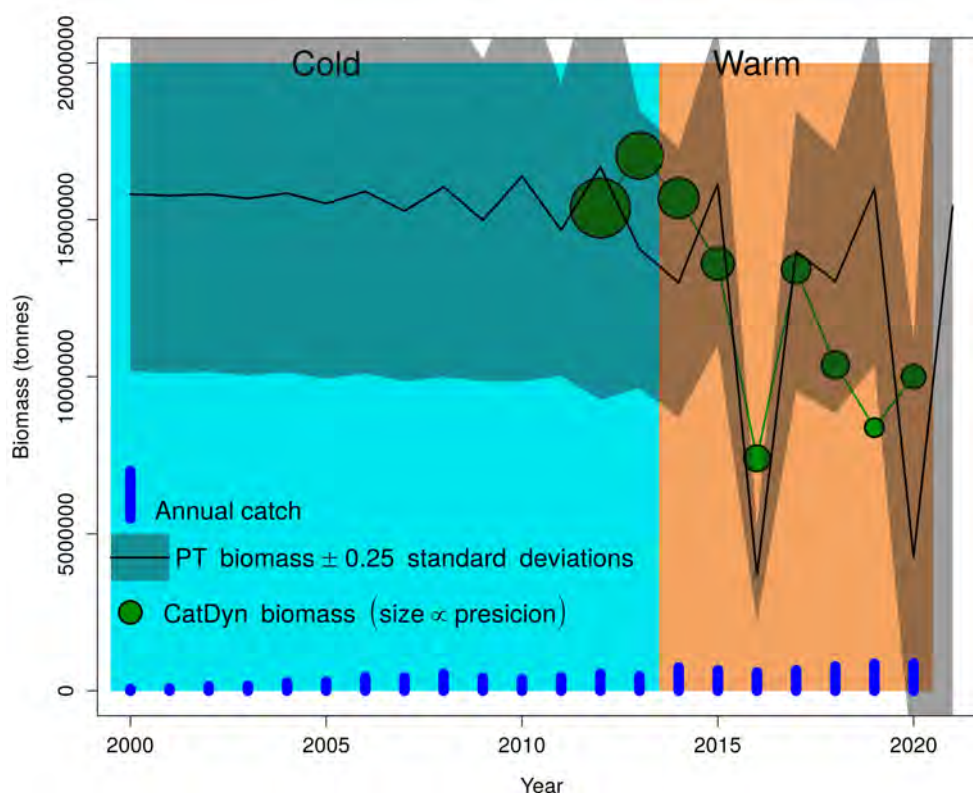 Cold
Warm
20000000
15000000
10000000
5000000
0
Biomass (tonnes)
Annual catch
PT biomass ± 0.25 standard deviations
CatDyn biomass (size ∝ presicion)
2000 2005 2010 2015 2020
Year